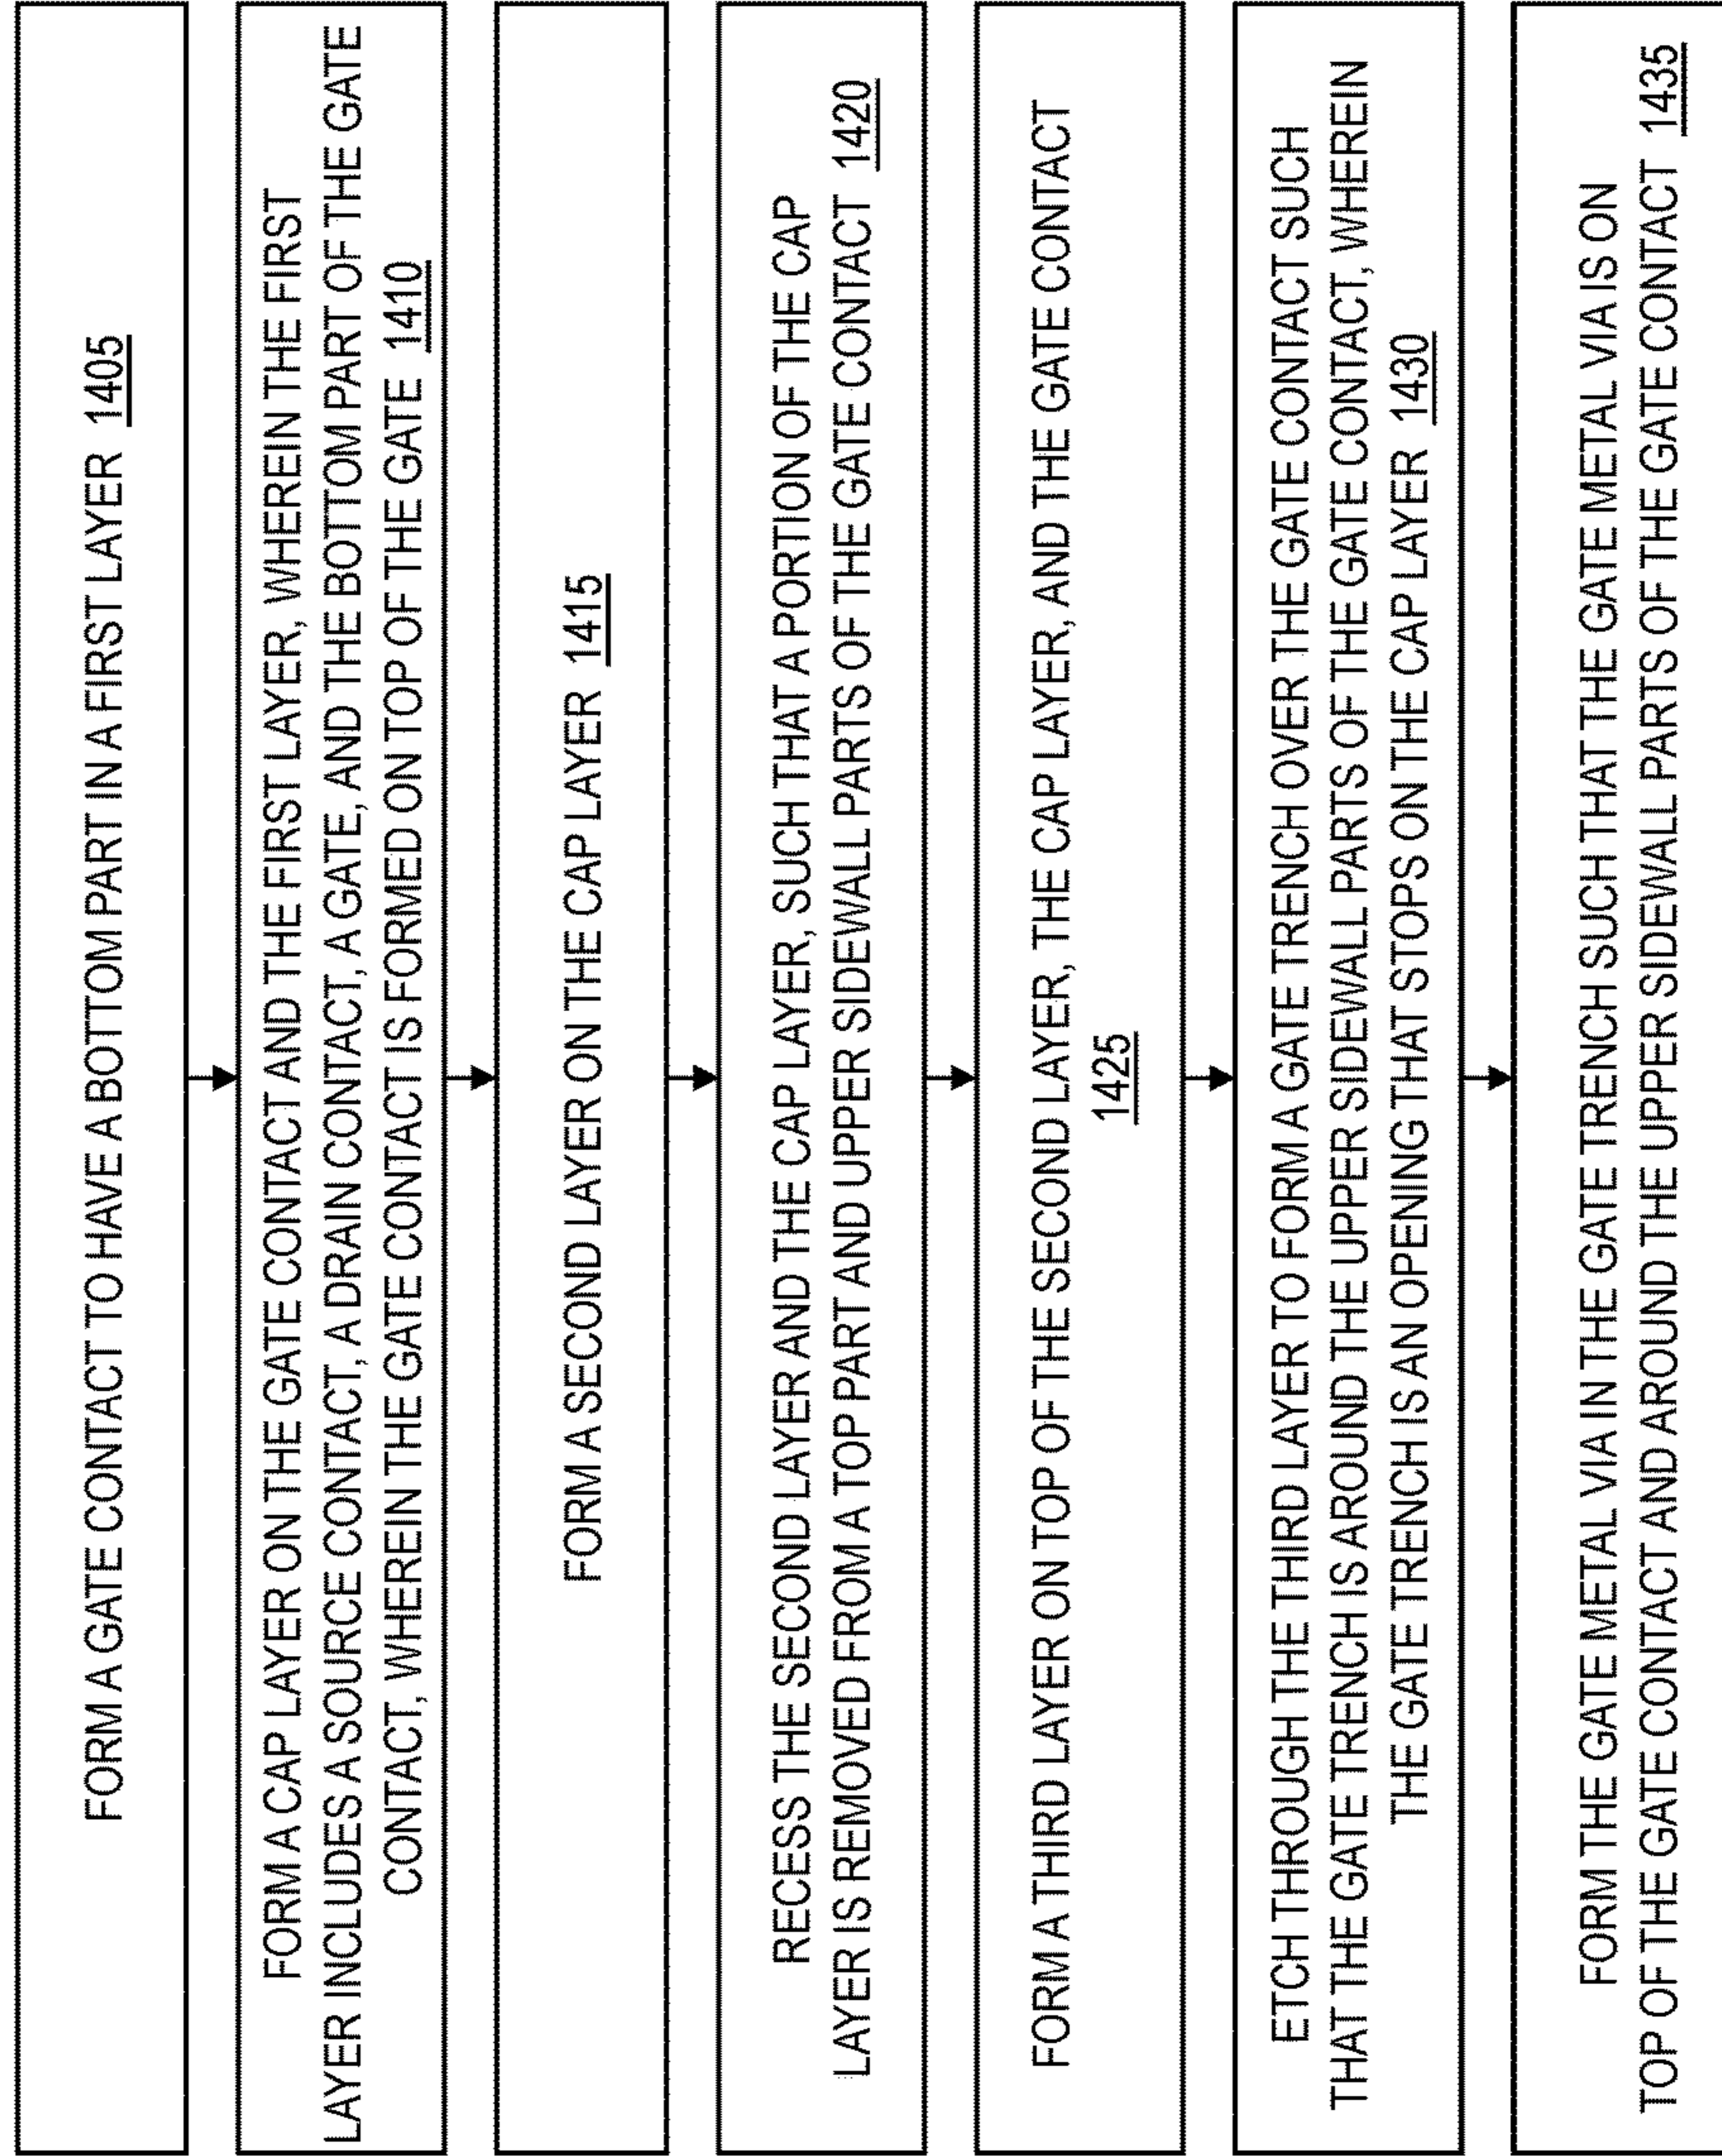 FORM A GATE CONTACT TO HAVE A BOTTOM PART IN A FIRST LAYER 1405
FORM A CAP LAYER ON THE GATE CONTACT AND THE FIRST LAYER, WHEREIN THE FIRST
LAYER INCLUDES A SOURCE CONTACT, A DRAIN CONTACT, A GATE, AND THE BOTTOM PART OF THE GATE
CONTACT, WHEREIN THE GATE CONTACT IS FORMED ON TOP OF THE GATE 1410
FORM A SECOND LAYER ON THE CAP LAYER 1415
RECESS THE SECOND LAYER AND THE CAP LAYER, SUCH THAT A PORTION OF THE CAP
LAYER IS REMOVED FROM A TOP PART AND UPPER SIDEWALL PARTS OF THE GATE CONTACT 1420
FORM A THIRD LAYER ON TOP OF THE SECOND LAYER, THE CAP LAYER, AND THE GATE CONTACT
1425
ETCH THROUGH THE THIRD LAYER TO FORM A GATE TRENCH OVER THE GATE CONTACT SUCH
THAT THE GATE TRENCH IS AROUND THE UPPER SIDEWALL PARTS OF THE GATE CONTACT, WHEREIN
THE GATE TRENCH IS AN OPENING THAT STOPS ON THE CAP LAYER 1430
FORM THE GATE METAL VIA IN THE GATE TRENCH SUCH THAT THE GATE METAL VIA IS ON
TOP OF THE GATE CONTACT AND AROUND THE UPPER SIDEWALL PARTS OF THE GATE CONTACT 1435